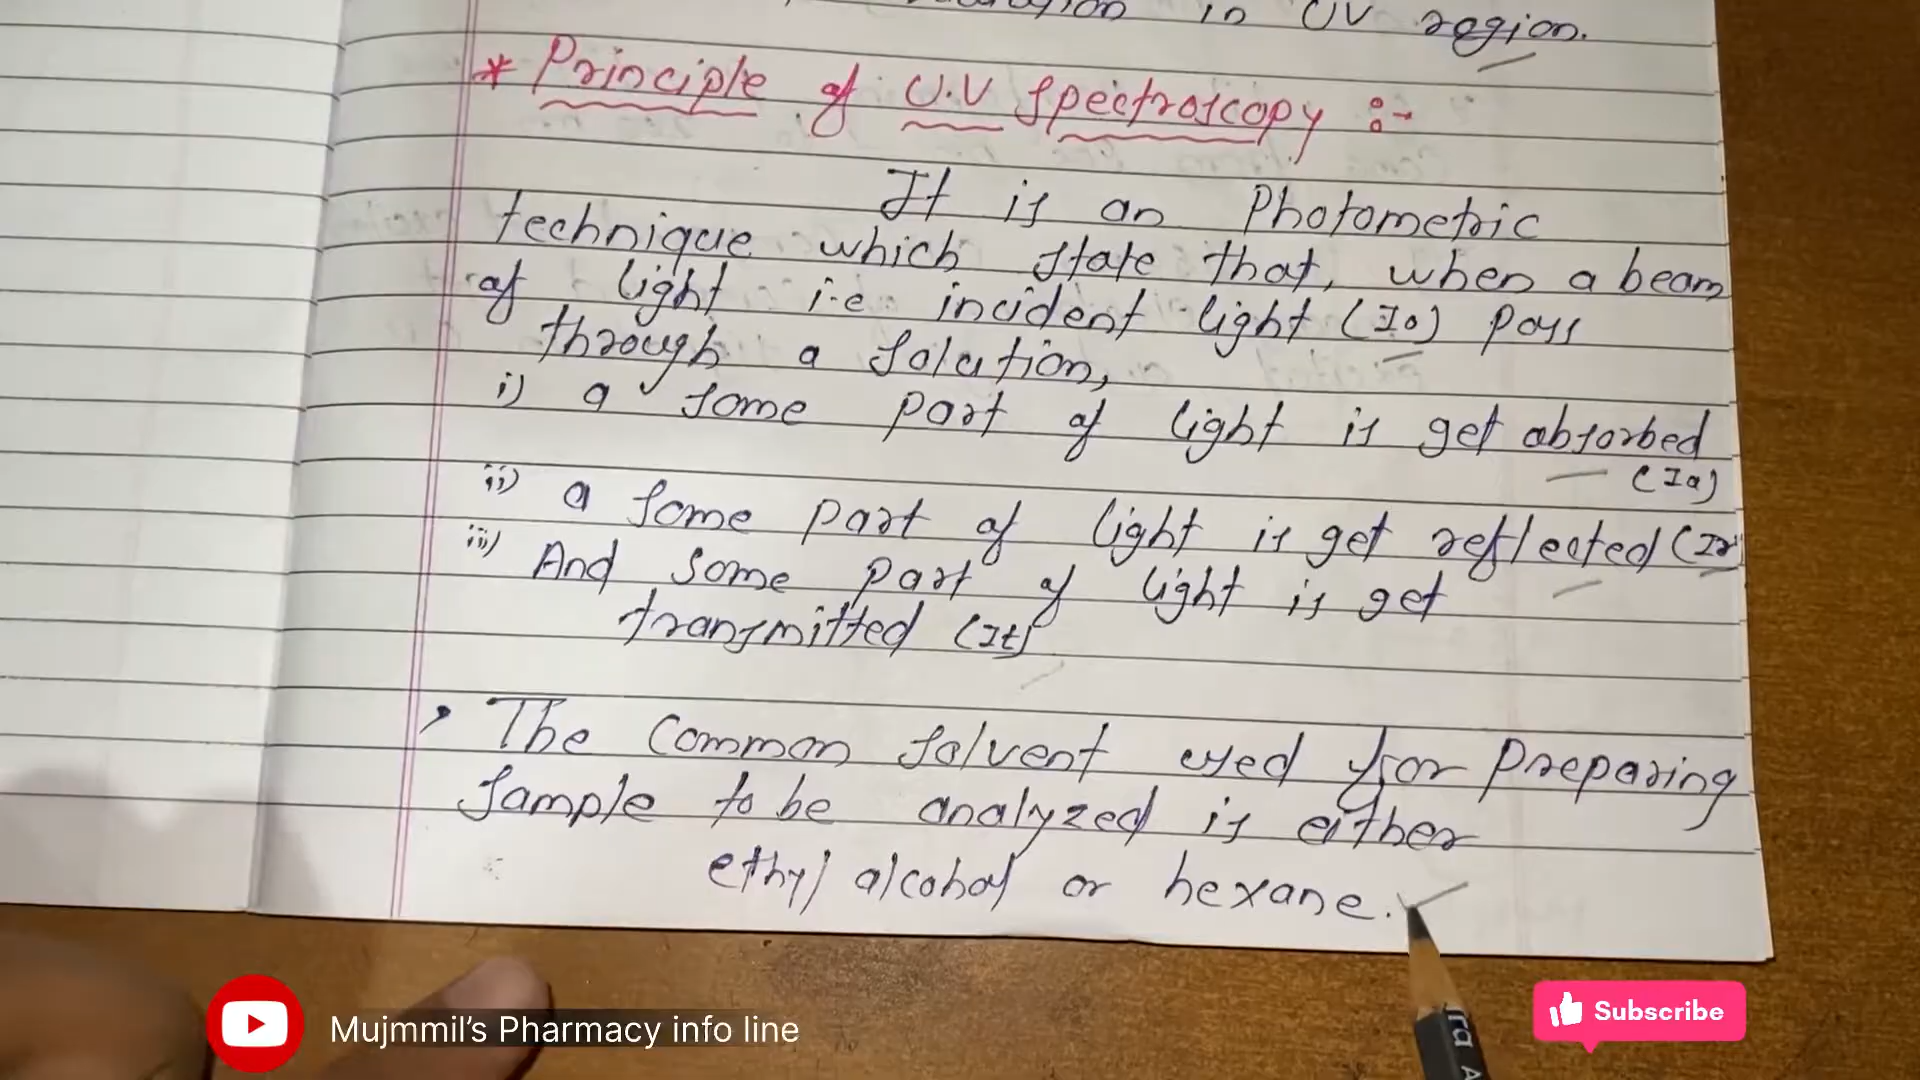 in UV region.
* Principle of U.V Spectroscopy :-
It is an Photometric
technique which state that, when a beam
of light i.e incident light (Io) pass
through a solution,
i) a some part of light is get absorbed
(Ia)
ii) a some part of light is get reflected (Ir)
iii) And some part of light is get
transmitted (It)
, The common solvent used for preparing
sample to be analyzed is either
ethyl alcohol or hexane.
Mujmmil's Pharmacy info line
Subscribe